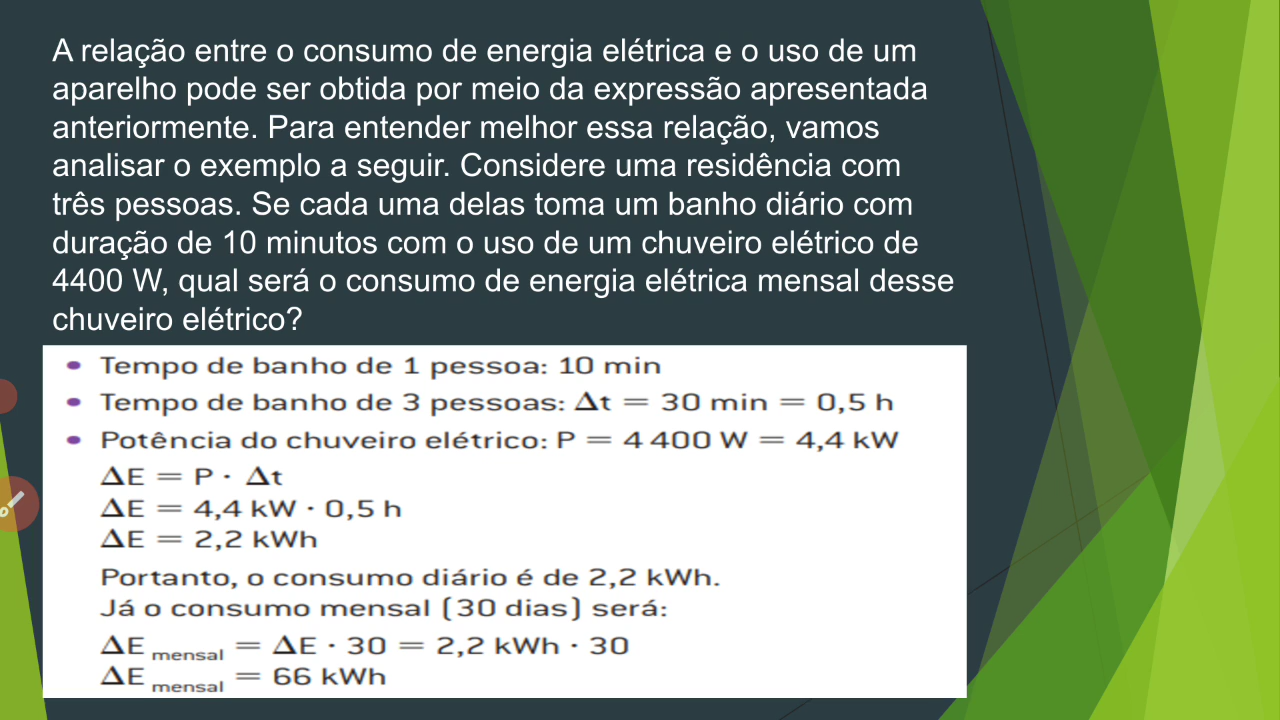 A relação entre o consumo de energia elétrica e o uso de um
aparelho pode ser obtida por meio da expressão apresentada
anteriormente. Para entender melhor essa relação, vamos
analisar o exemplo a seguir. Considere uma residência com
três pessoas. Se cada uma delas toma um banho diário com
duração de 10 minutos com o uso de um chuveiro elétrico de
4400 W, qual será o consumo de energia elétrica mensal desse
chuveiro elétrico?
• Tempo de banho de 1 pessoa: 10 min
• Tempo de banho de 3 pessoas: Δt = 30 min = 0,5 h
• Potência do chuveiro elétrico: P = 4 400 W = 4,4 kW
ΔE = P · Δt
ΔE = 4,4 kW · 0,5 h
ΔE = 2,2 kWh
Portanto, o consumo diário é de 2,2 kWh.
Já o consumo mensal (30 dias) será:
ΔE mensal = ΔE · 30 = 2,2 kWh · 30
ΔE mensal = 66 kWh